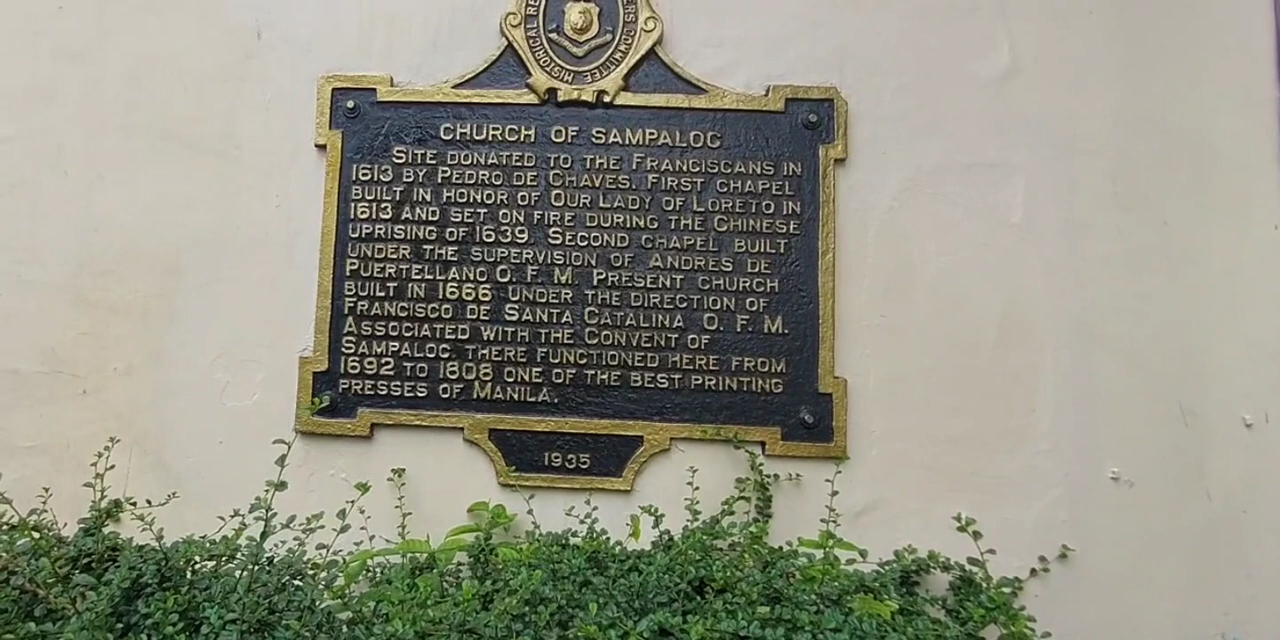 HISTORICAL RE
ERS COMMITTEE
CHURCH OF SAMPALOC
SITE DONATED TO THE FRANCISCANS IN
1613 BY PEDRO DE CHAVES. FIRST CHAPEL
BUILT IN HONOR OF OUR LADY OF LORETO IN
1613 AND SET ON FIRE DURING THE CHINESE
UPRISING OF 1639. SECOND CHAPEL BUILT
UNDER THE SUPERVISION OF ANDRES DE
PUERTELLANO O. F. M. PRESENT CHURCH
BUILT IN 1666 UNDER THE DIRECTION OF
FRANCISCO DE SANTA CATALINA O. F. M.
ASSOCIATED WITH THE CONVENT OF
SAMPALOC THERE FUNCTIONED HERE FROM
1692 TO 1808 ONE OF THE BEST PRINTING
PRESSES OF MANILA.
1935